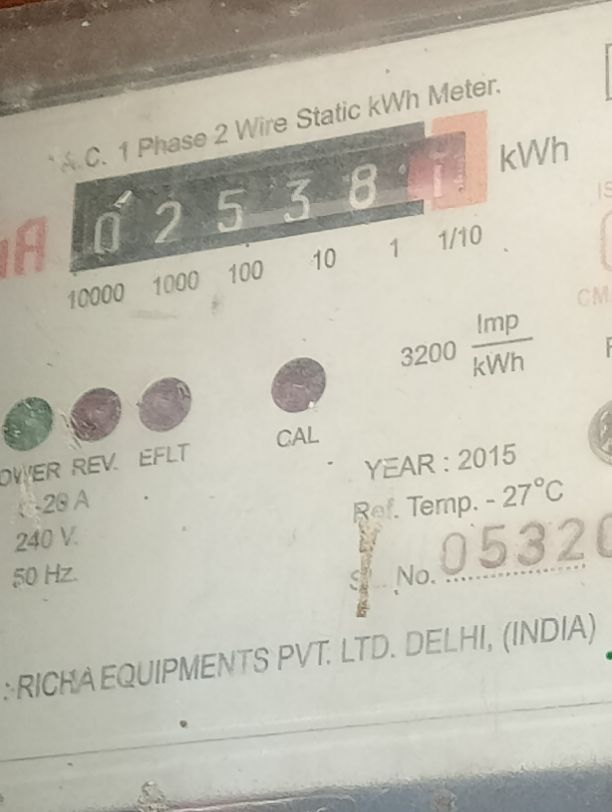 A.C. 1 Phase 2 Wire Static kWh Meter.
0 2 5 3 8 1 kWh
10000 1000 100 10 1 1/10
3200 Imp/kWh
REV. EFLT CAL
YEAR : 2015
Ref. Temp. - 27°C
240 V.
50 Hz.
No. 05320
RICHA EQUIPMENTS PVT. LTD. DELHI, (INDIA)